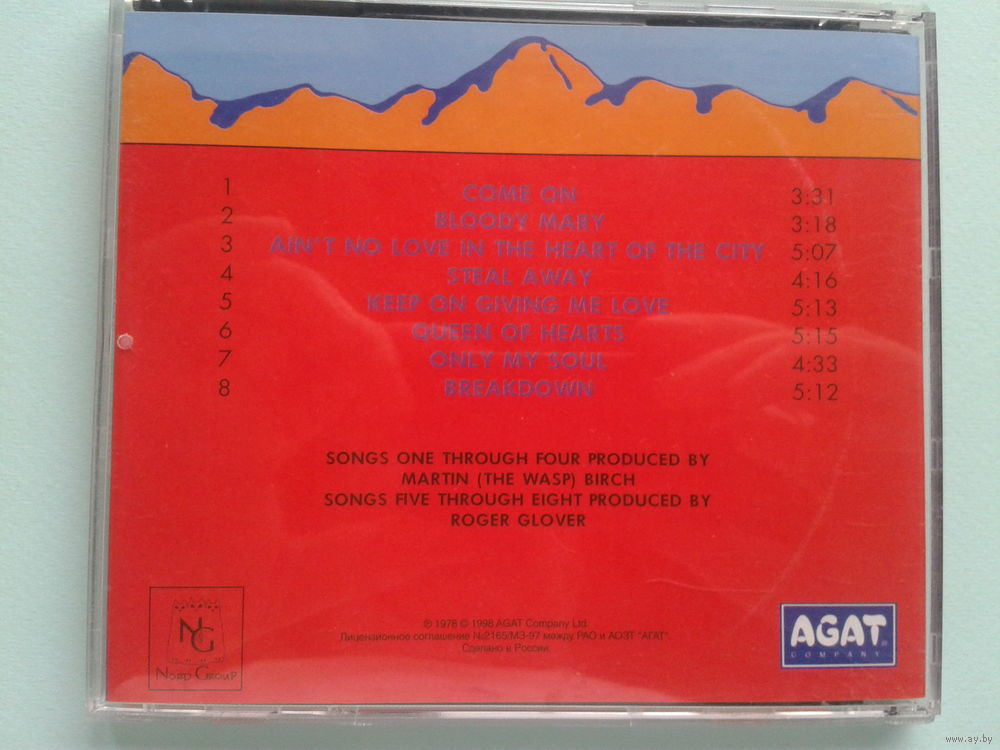 1 COME ON 3:31
2 BLOODY MARY 3:18
3 AIN'T NO LOVE IN THE HEART OF THE CITY 5:07
4 STEAL AWAY 4:16
5 KEEP ON GIVING ME LOVE 5:13
6 QUEEN OF HEARTS 5:15
7 ONLY MY SOUL 4:33
8 BREAKDOWN 5:12
SONGS ONE THROUGH FOUR PRODUCED BY
MARTIN (THE WASP) BIRCH
SONGS FIVE THROUGH EIGHT PRODUCED BY
ROGER GLOVER
NG
NORD GROUP
℗ 1978 © 1998 AGAT Company Ltd.
Лицензионное соглашение №2165/МЗ-97 между РАО и АОЗТ "АГАТ".
Сделано в России.
AGAT®
COMPANY
www.ay.by